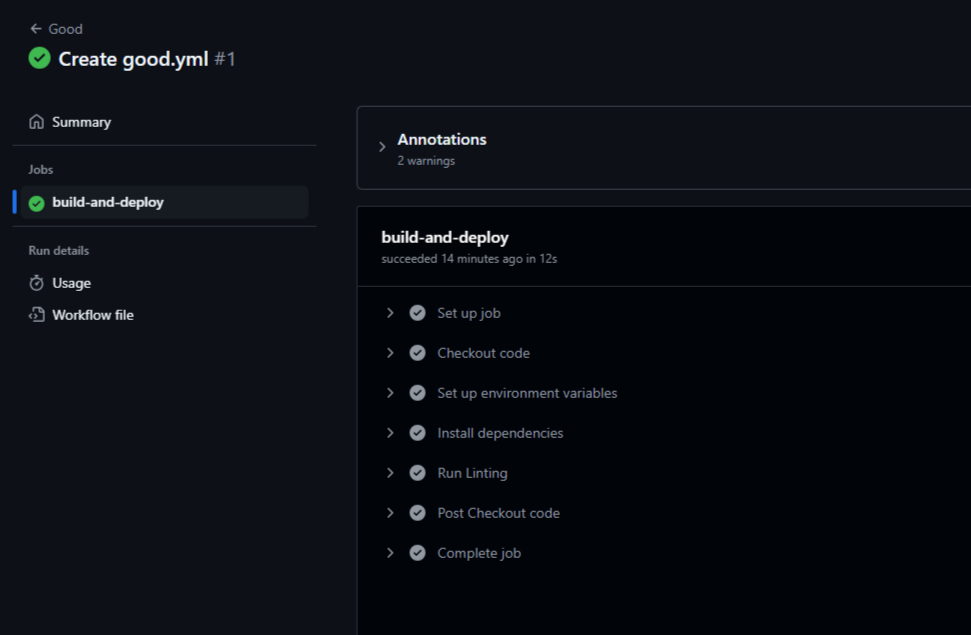 Good
Create good.yml #1
Summary
Jobs
build-and-deploy
Run details
Usage
Workflow file
Annotations
2 warnings
build-and-deploy
succeeded 14 minutes ago in 12s
Set up job
Checkout code
Set up environment variables
Install dependencies
Run Linting
Post Checkout code
Complete job